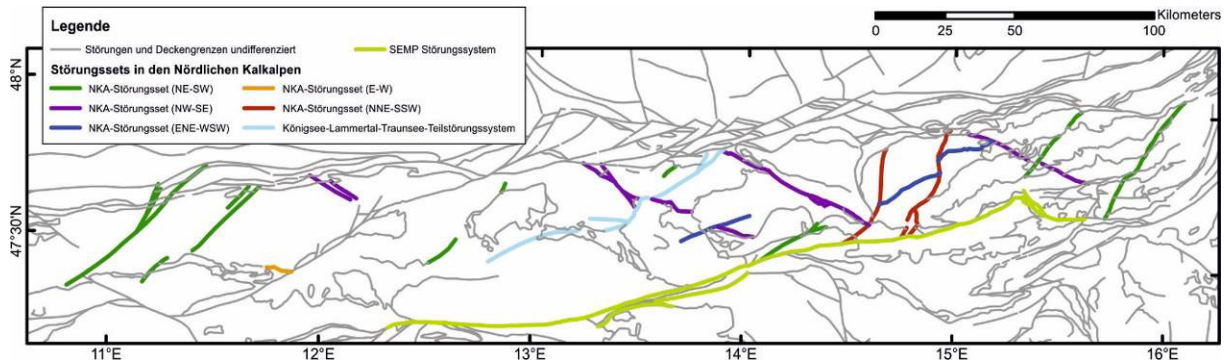 Legende
Störungen und Deckengrenzen undifferenziert
SEMP Störungssystem
Störungssets in den Nördlichen Kalkalpen
NKA-Störungsset (NE-SW)
NKA-Störungsset (E-W)
NKA-Störungsset (NW-SE)
NKA-Störungsset (NNE-SSW)
NKA-Störungsset (ENE-WSW)
Königsee-Lammertal-Traunsee-Teilstörungssystem
Kilometers
0 25 50 100
48°N
47°30'N
11°E 12°E 13°E 14°E 15°E 16°E